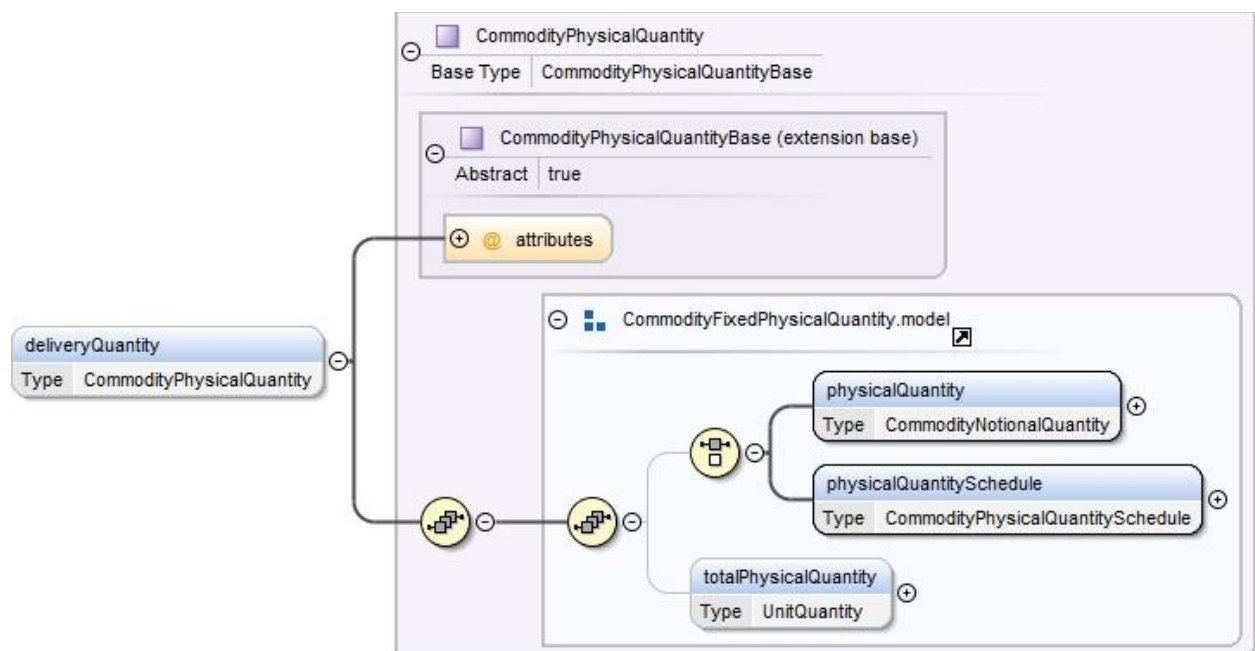 CommodityPhysicalQuantity
Base Type CommodityPhysicalQuantityBase
CommodityPhysicalQuantityBase (extension base)
Abstract true
@ attributes
deliveryQuantity
Type CommodityPhysicalQuantity
CommodityFixedPhysicalQuantity.model
physicalQuantity
Type CommodityNotionalQuantity
physicalQuantitySchedule
Type CommodityPhysicalQuantitySchedule
totalPhysicalQuantity
Type UnitQuantity